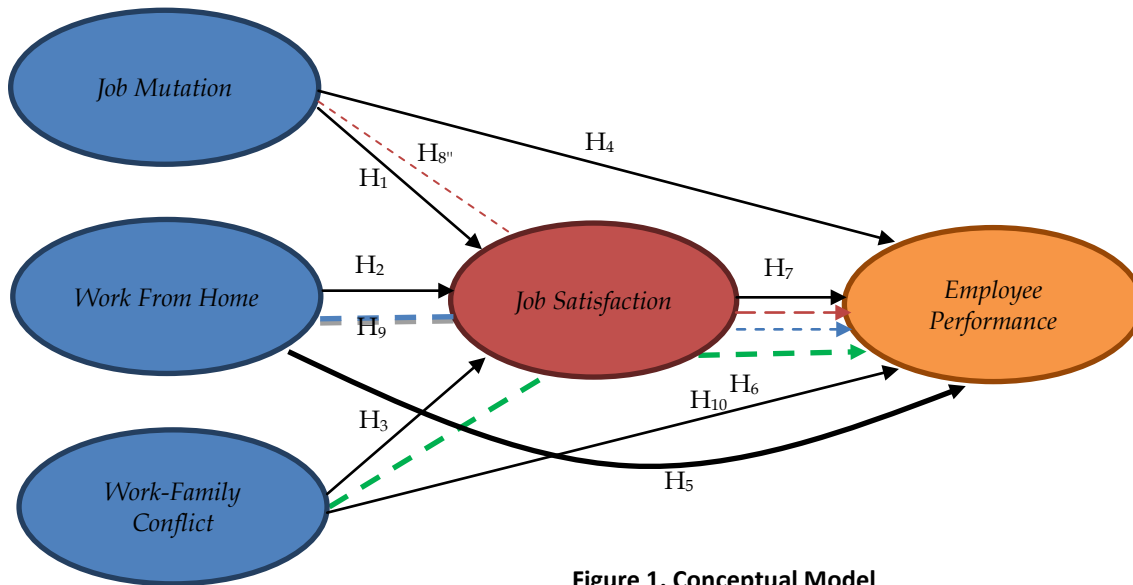 Job Mutation
H4
H8"
H1
H2
H7
Work From Home
Job Satisfaction
Employee
Performance
H9
H6
H10
H3
H5
Work-Family
Conflict
Figure 1. Conceptual Model